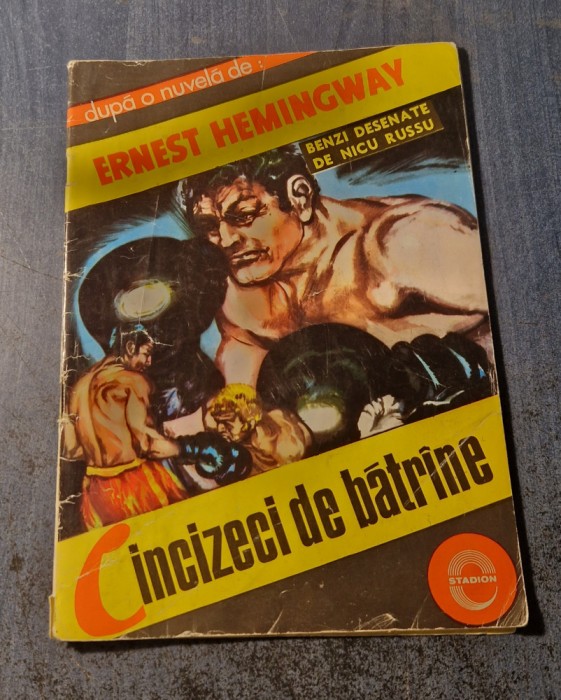 după o nuvelă de :
ERNEST HEMINGWAY
BENZI DESENATE
DE NICU RUSSU
Cincizeci de bătrîne
STADION